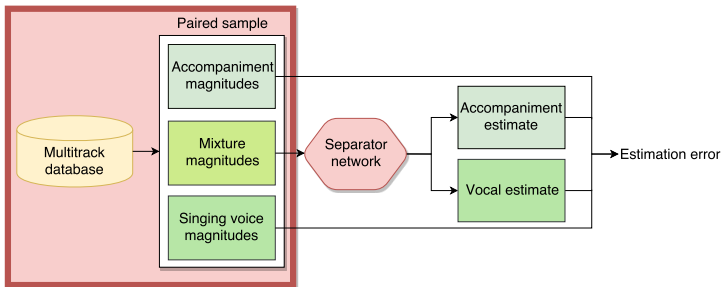 Paired sample
Accompaniment
magnitudes
Multitrack
database
Mixture
magnitudes
Singing voice
magnitudes
Separator
network
Accompaniment
estimate
Vocal estimate
Estimation error